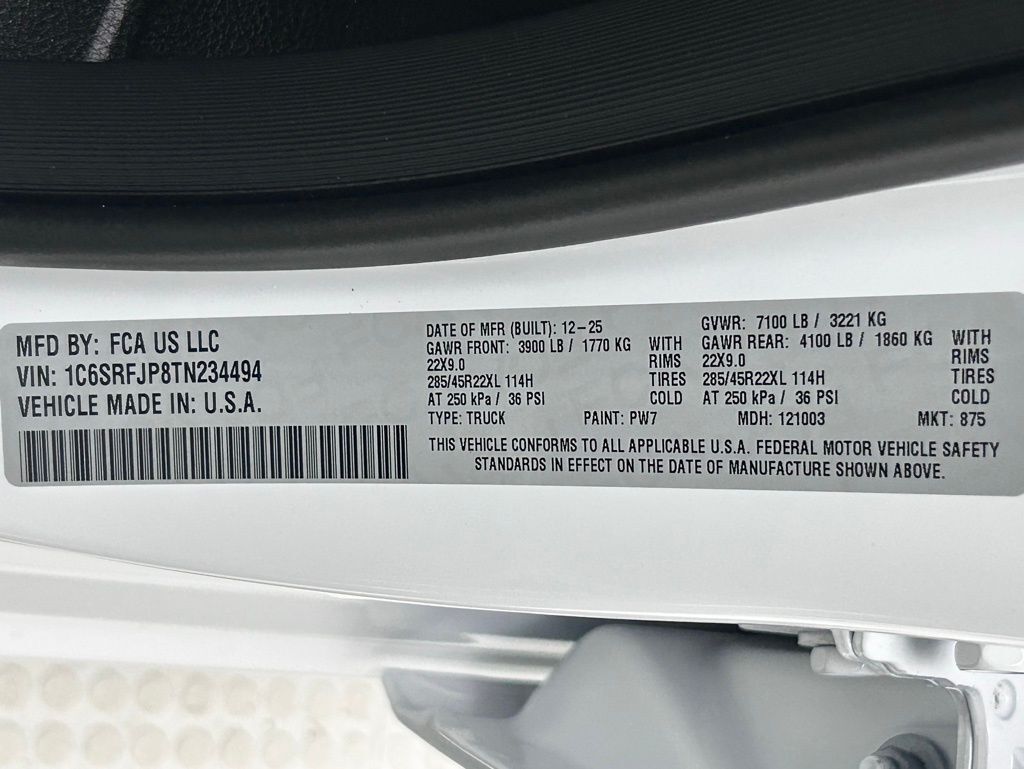 MFD BY: FCA US LLC
VIN: 1C6SRFJP8TN234494
VEHICLE MADE IN: U.S.A.
DATE OF MFR (BUILT): 12-25
GAWR FRONT: 3900 LB / 1770 KG WITH
22X9.0 RIMS
285/45R22XL 114H TIRES
AT 250 kPa / 36 PSI COLD
GVWR: 7100 LB / 3221 KG
GAWR REAR: 4100 LB / 1860 KG WITH
22X9.0 RIMS
285/45R22XL 114H TIRES
AT 250 kPa / 36 PSI COLD
TYPE: TRUCK PAINT: PW7 MDH: 121003 MKT: 875
THIS VEHICLE CONFORMS TO ALL APPLICABLE U.S.A. FEDERAL MOTOR VEHICLE SAFETY
STANDARDS IN EFFECT ON THE DATE OF MANUFACTURE SHOWN ABOVE.